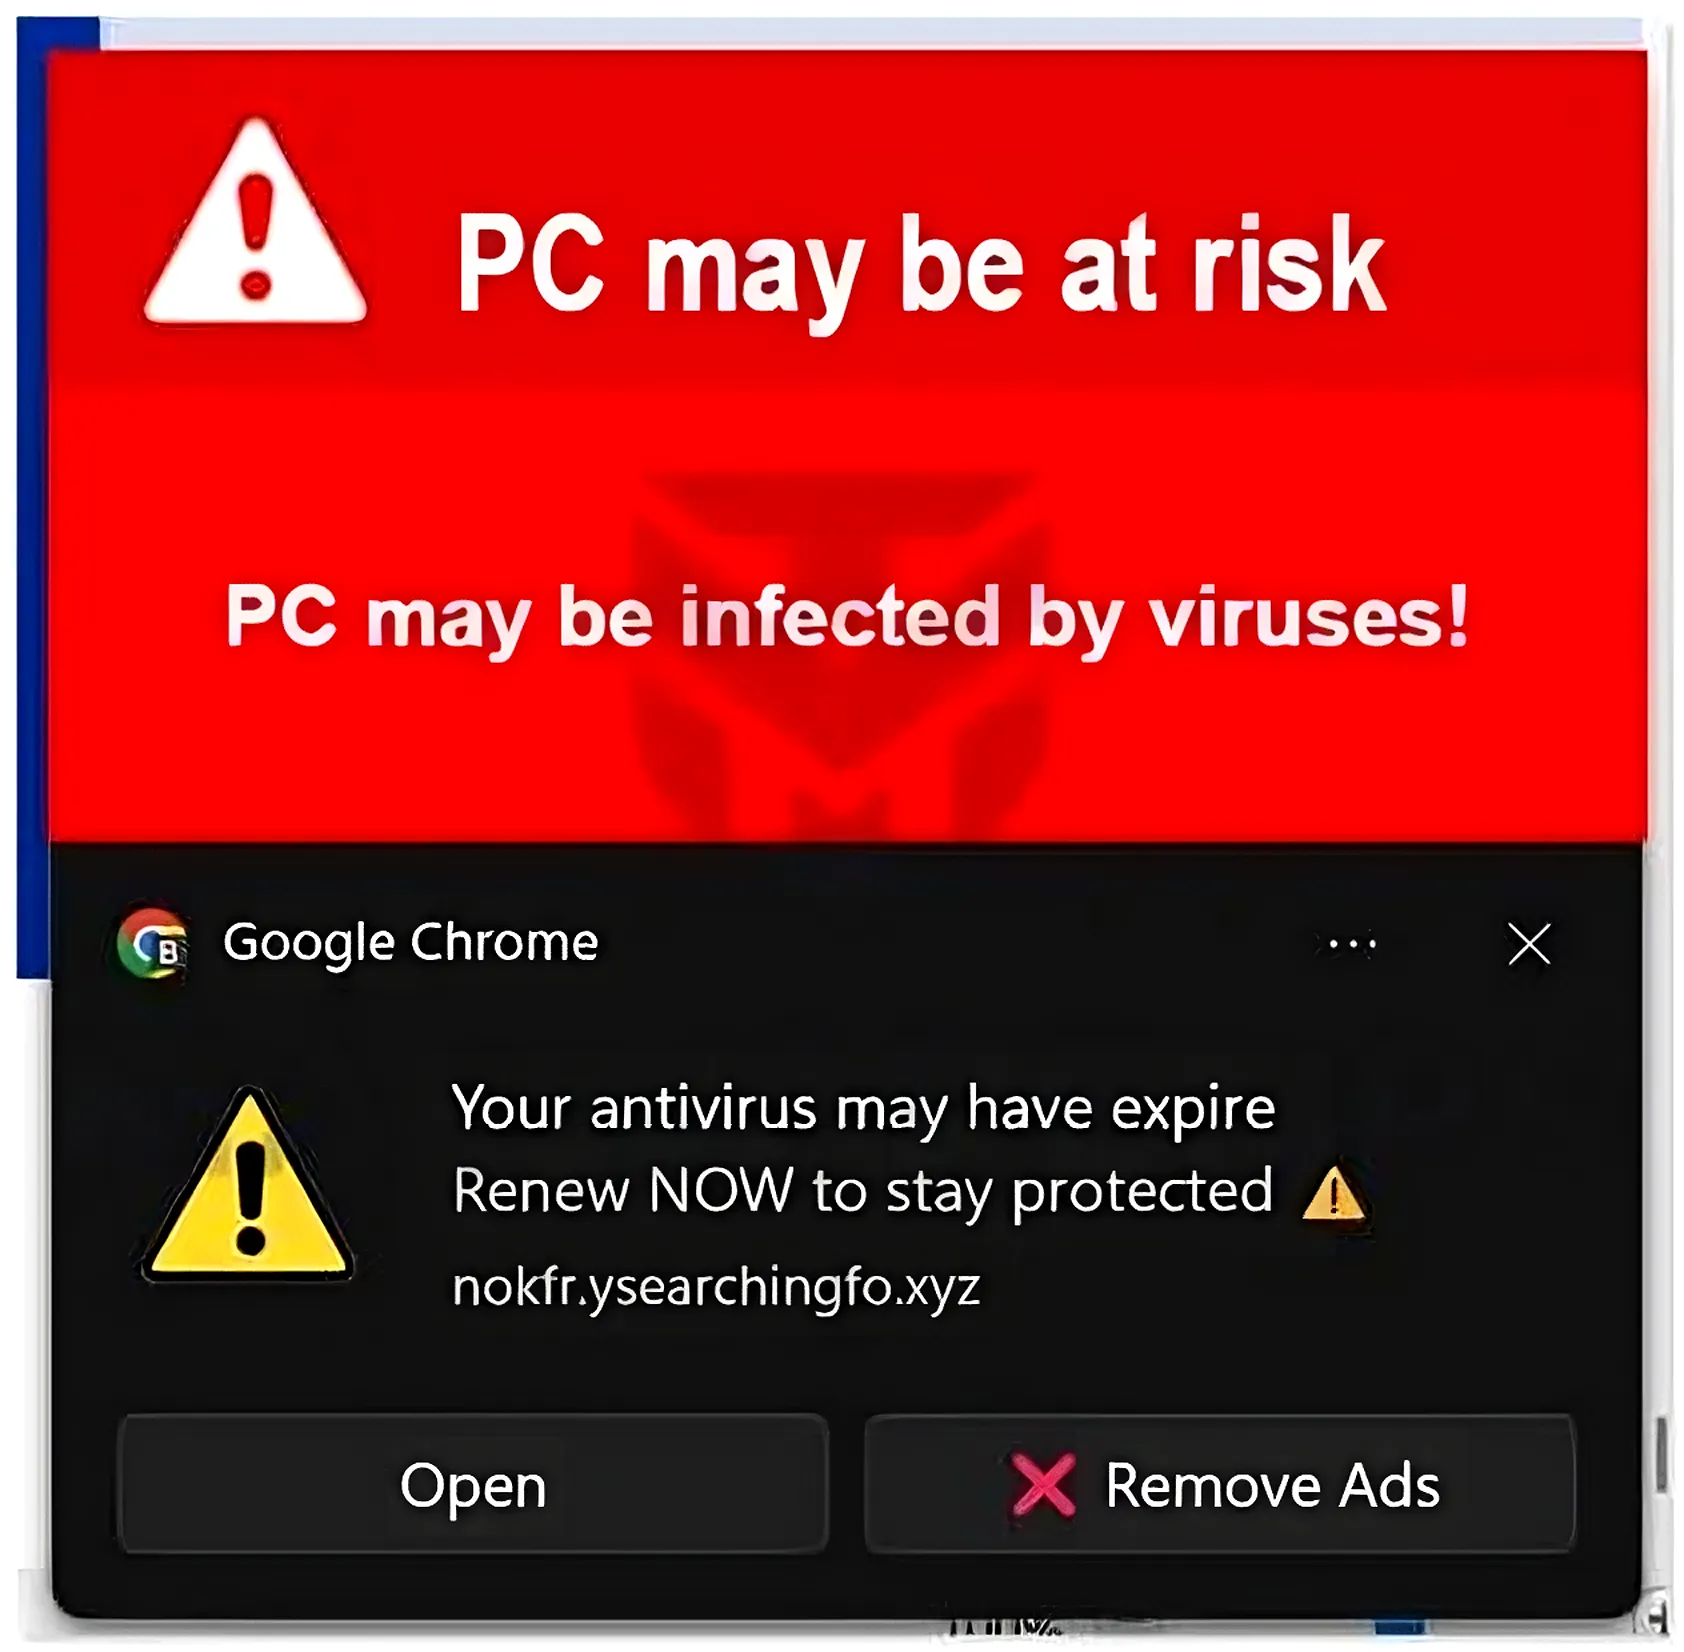 PC may be at risk
PC may be infected by viruses!
Google Chrome
Your antivirus may have expire
Renew NOW to stay protected ⚠
nokfr.ysearchingfo.xyz
Open
❌ Remove Ads